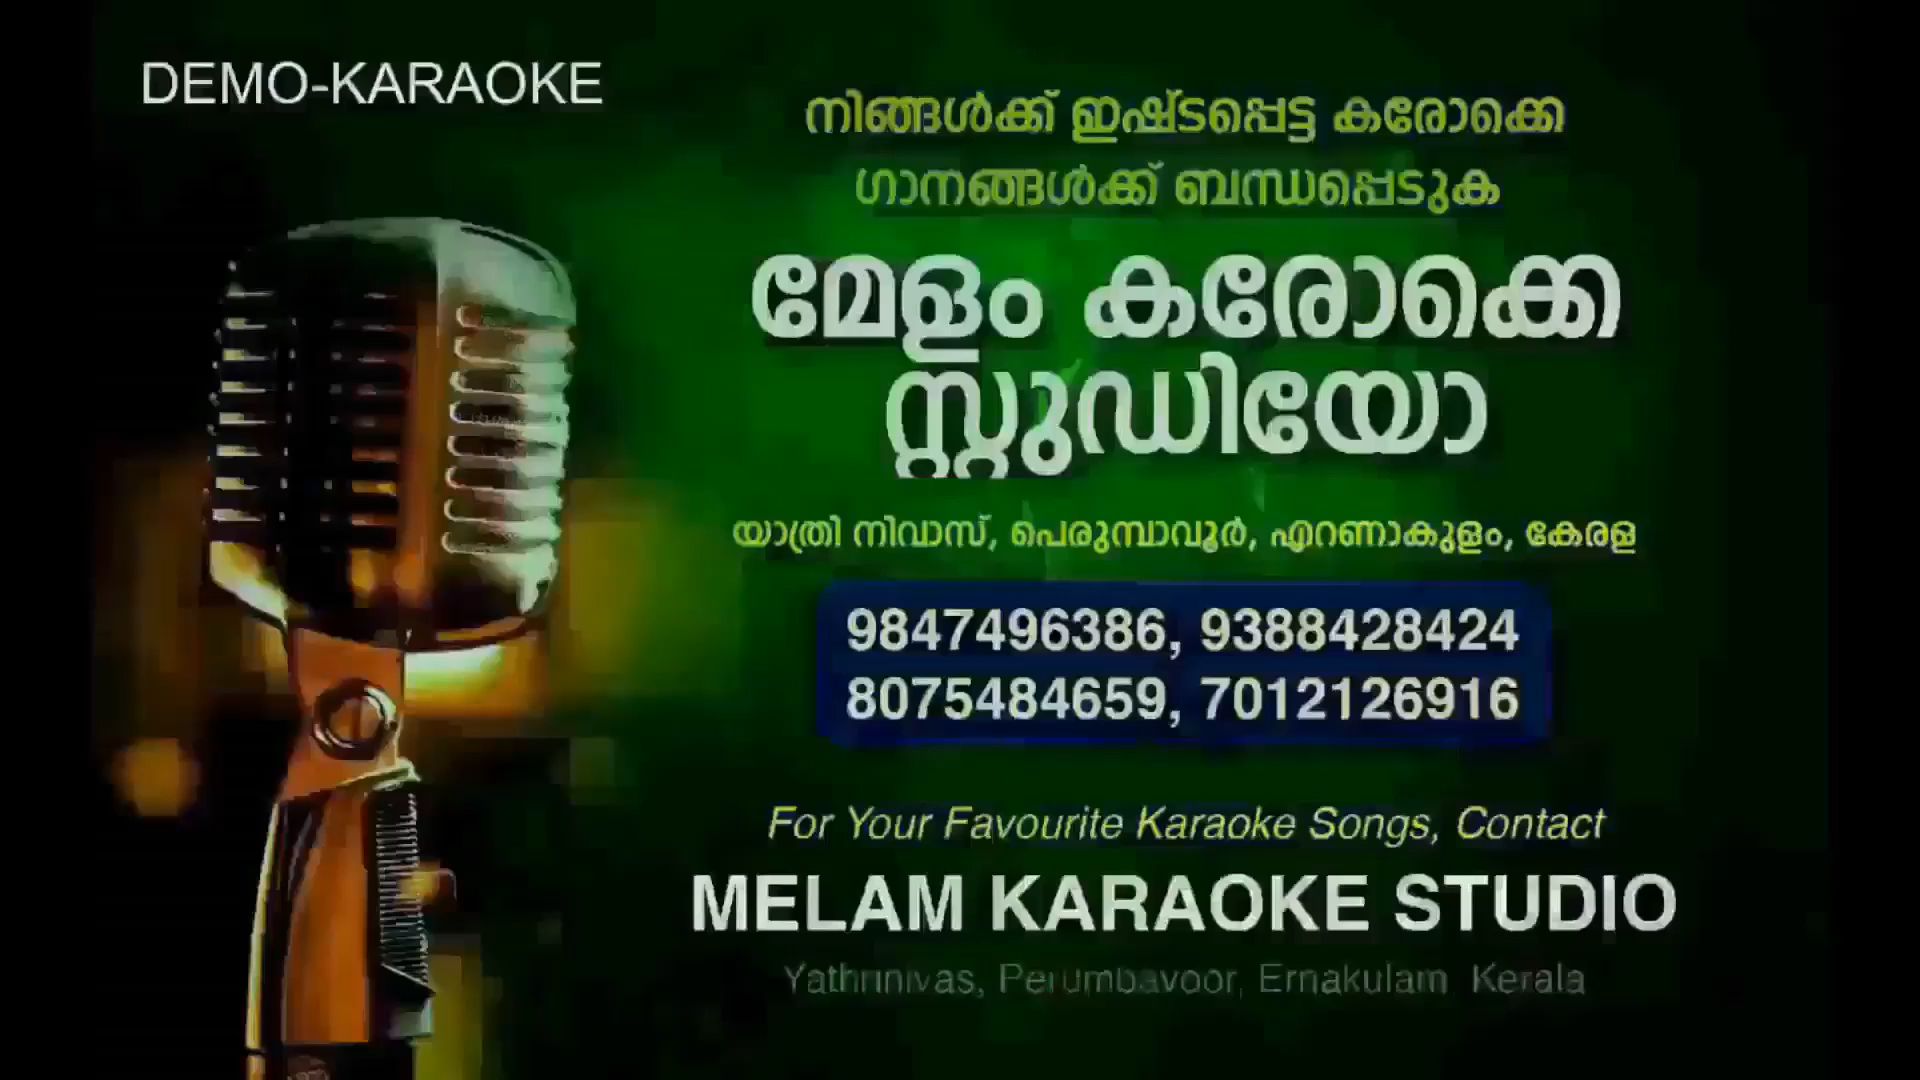 DEMO-KARAOKE
നിങ്ങൾക്ക് ഇഷ്ടപ്പെട്ട കരോക്കെ
ഗാനങ്ങൾക്ക് ബന്ധപ്പെടുക
മേളം കരോക്കെ
സ്റ്റുഡിയോ
യാത്രി നിവാസ്, പെരുമ്പാവൂർ, എറണാകുളം, കേരള
9847496386, 9388428424
8075484659, 7012126916
For Your Favourite Karaoke Songs, Contact
MELAM KARAOKE STUDIO
Yathrinivas, Perumbavoor, Ernakulam Kerala